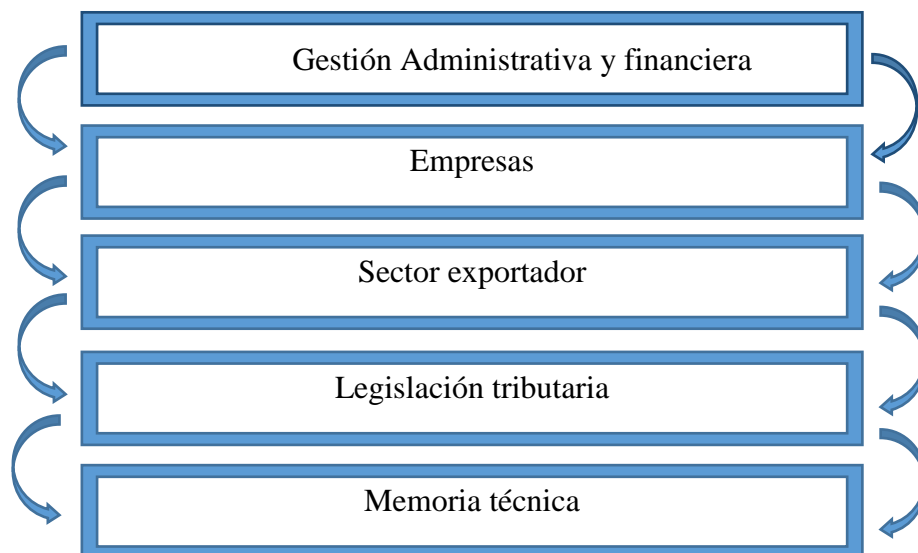 Gestión Administrativa y financiera
Empresas
Sector exportador
Legislación tributaria
Memoria técnica